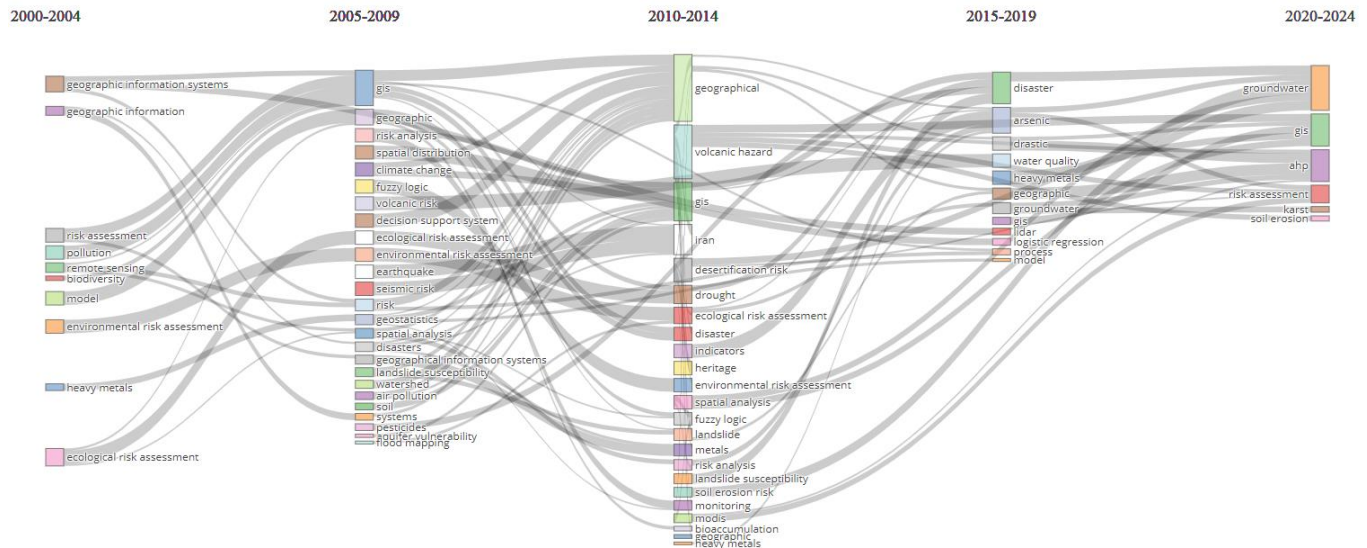 2000-2004
2005-2009
2010-2014
2015-2019
2020-2024
geographic information systems
geographic information
risk assessment
pollution
remote sensing
biodiversity
model
environmental risk assessment
heavy metals
ecological risk assessment
gis
geographic
risk analysis
spatial distribution
climate change
fuzzy logic
volcanic risk
decision support system
ecological risk assessment
environmental risk assessment
earthquake
seismic risk
risk
geostatistics
spatial analysis
disasters
geographical information systems
landslide susceptibility
watershed
air pollution
soil
systems
pesticides
aquifer vulnerability
flood mapping
geographical
volcanic hazard
gis
iran
desertification risk
drought
ecological risk assessment
disaster
indicators
heritage
environmental risk assessment
spatial analysis
fuzzy logic
landslide
metals
risk analysis
landslide susceptibility
soil erosion risk
monitoring
modis
bioaccumulation
geographic
heavy metals
disaster
arsenic
drastic
water quality
heavy metals
geographic
groundwater
gis
lidar
logistic regression
process
model
groundwater
gis
ahp
risk assessment
karst
soil erosion